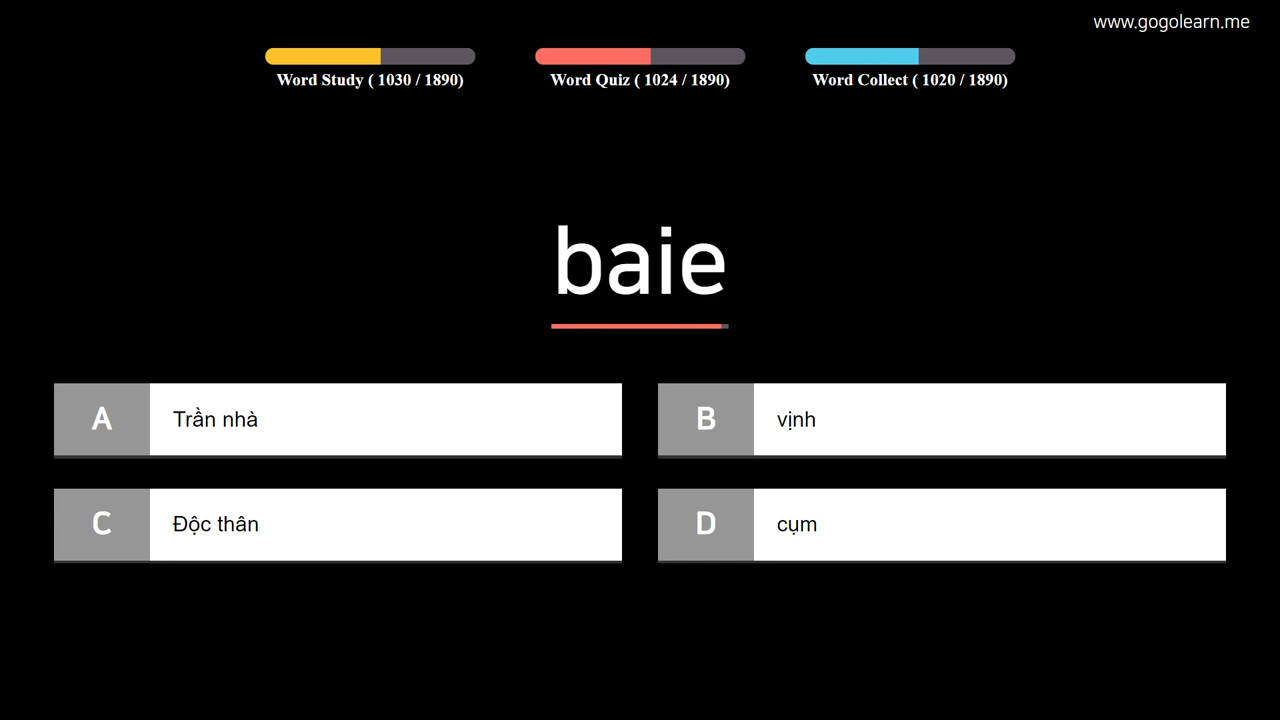 www.gogolearn.me
Word Study ( 1030 / 1890)
Word Quiz ( 1024 / 1890)
Word Collect ( 1020 / 1890)
baie
A Trần nhà
B vịnh
C Độc thân
D cụm